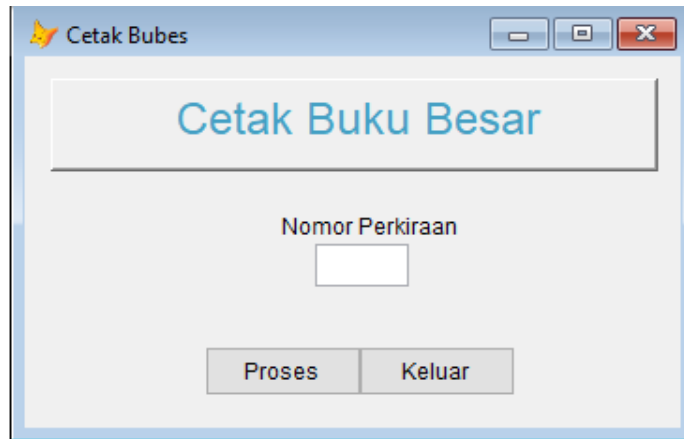 Cetak Bubes
Cetak Buku Besar
Nomor Perkiraan
Proses Keluar